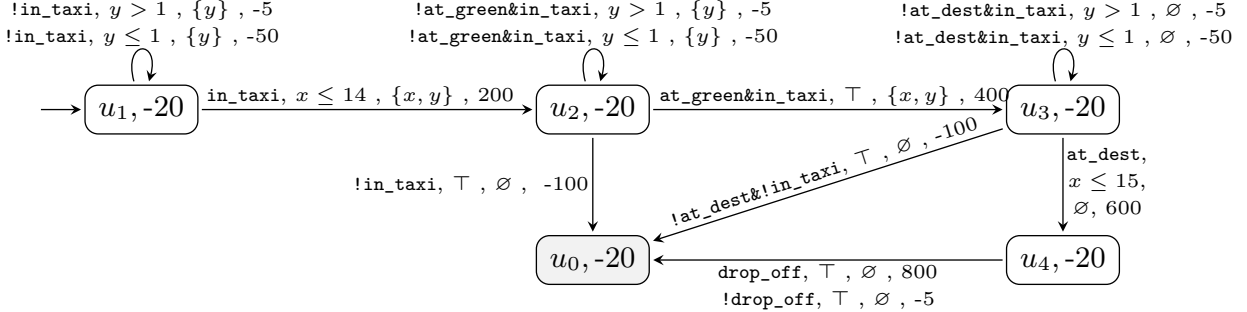 !in_taxi, y > 1 , {y} , -5
!in_taxi, y ≤ 1 , {y} , -50
!at_green&in_taxi, y > 1 , {y} , -5
!at_green&in_taxi, y ≤ 1 , {y} , -50
!at_dest&in_taxi, y > 1 , ∅ , -5
!at_dest&in_taxi, y ≤ 1 , ∅ , -50
u₁, -20
in_taxi, x ≤ 14 , {x, y} , 200
u₂, -20
at_green&in_taxi, ⊤ , {x, y} , 400
u₃, -20
!in_taxi, ⊤ , ∅ , -100
!at_dest&!in_taxi, ⊤ , ∅ , -100
at_dest,
x ≤ 15,
∅, 600
u₀, -20
drop_off, ⊤ , ∅ , 800
!drop_off, ⊤ , ∅ , -5
u₄, -20